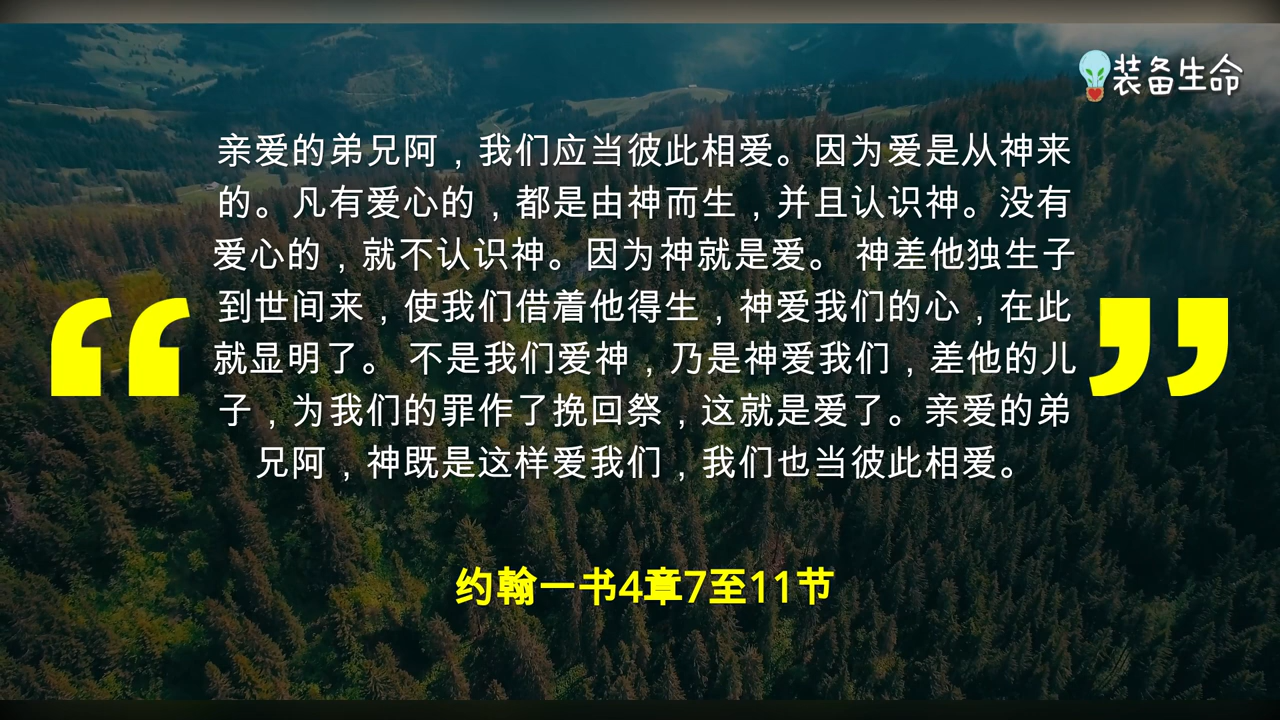 装备生命
亲爱的弟兄阿，我们应当彼此相爱。因为爱是从神来
的。凡有爱心的，都是由神而生，并且认识神。没有
爱心的，就不认识神。因为神就是爱。 神差他独生子
到世间来，使我们借着他得生，神爱我们的心，在此
就显明了。 不是我们爱神，乃是神爱我们，差他的儿
子，为我们的罪作了挽回祭，这就是爱了。亲爱的弟
兄阿，神既是这样爱我们，我们也当彼此相爱。
约翰一书4章7至11节